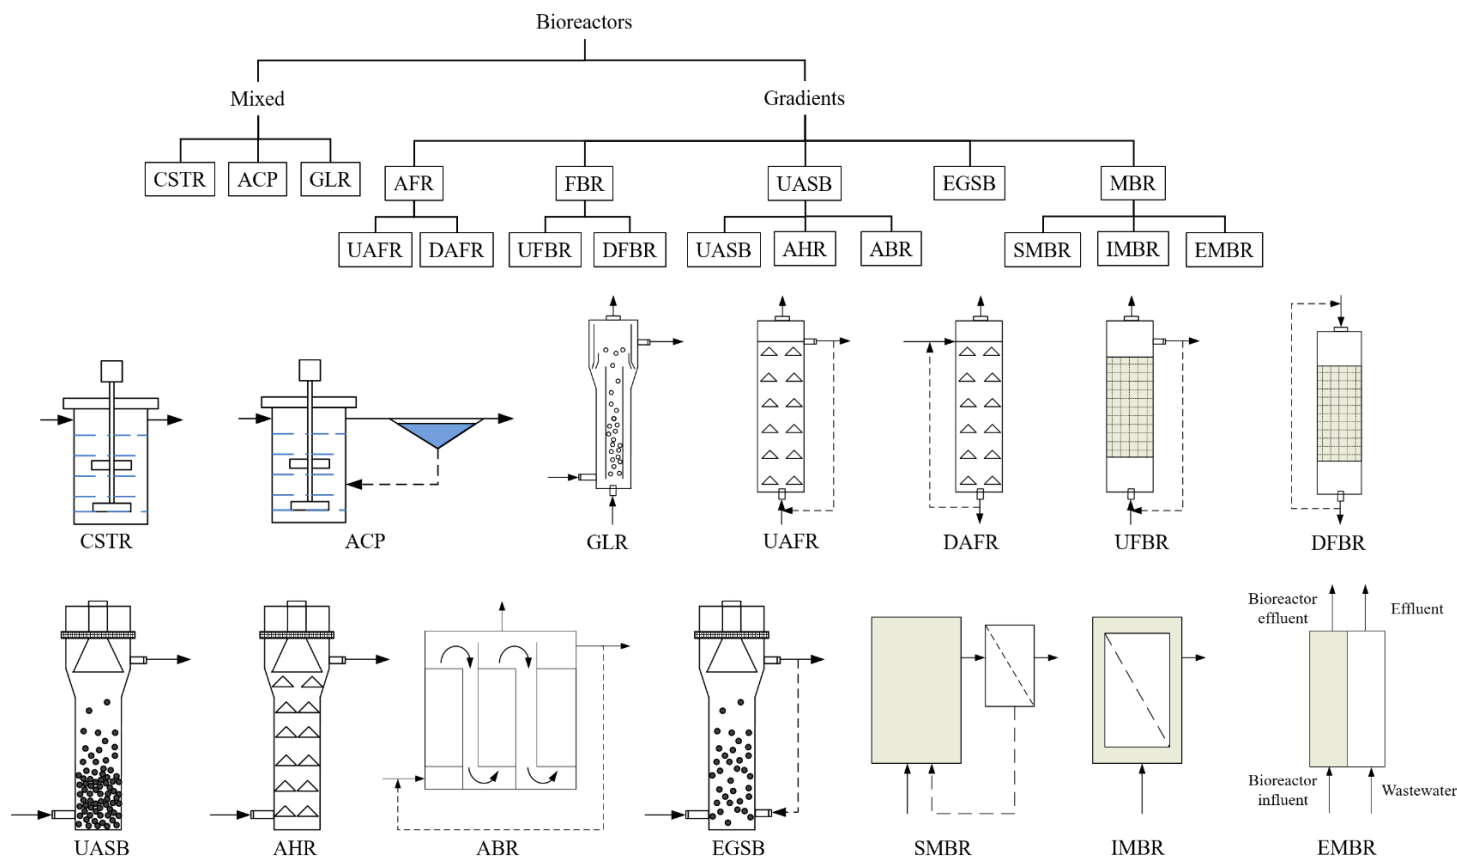 Bioreactors
Mixed
Gradients
CSTR
ACP
GLR
AFR
FBR
UASB
EGSB
MBR
UAFR
DAFR
UFBR
DFBR
UASB
AHR
ABR
SMBR
IMBR
EMBR
CSTR
ACP
GLR
UAFR
DAFR
UFBR
DFBR
Bioreactor
effluent
Effluent
Bioreactor
influent
Wastewater
UASB
AHR
ABR
EGSB
SMBR
IMBR
EMBR